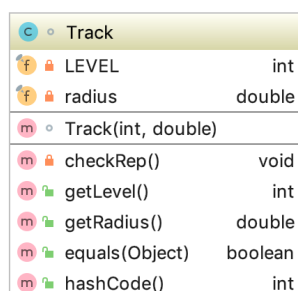 C Track
f LEVEL int
f radius double
m Track(int, double)
m checkRep() void
m getLevel() int
m getRadius() double
m equals(Object) boolean
m hashCode() int